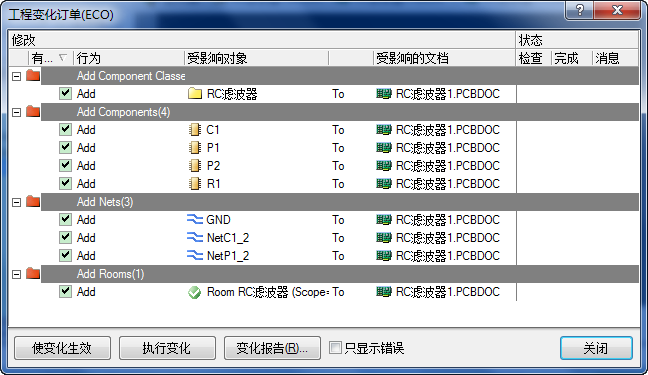 工程变化订单(ECO)
修改 状态
有... 行为 受影响对象 受影响的文档 检查 完成 消息
Add Component Classe
Add RC滤波器 To RC滤波器1.PCBDOC
Add Components(4)
Add C1 To RC滤波器1.PCBDOC
Add P1 To RC滤波器1.PCBDOC
Add P2 To RC滤波器1.PCBDOC
Add R1 To RC滤波器1.PCBDOC
Add Nets(3)
Add GND To RC滤波器1.PCBDOC
Add NetC1_2 To RC滤波器1.PCBDOC
Add NetP1_2 To RC滤波器1.PCBDOC
Add Rooms(1)
Add Room RC滤波器 (Scope= To RC滤波器1.PCBDOC
使变化生效 执行变化 变化报告(R)... 只显示错误 关闭